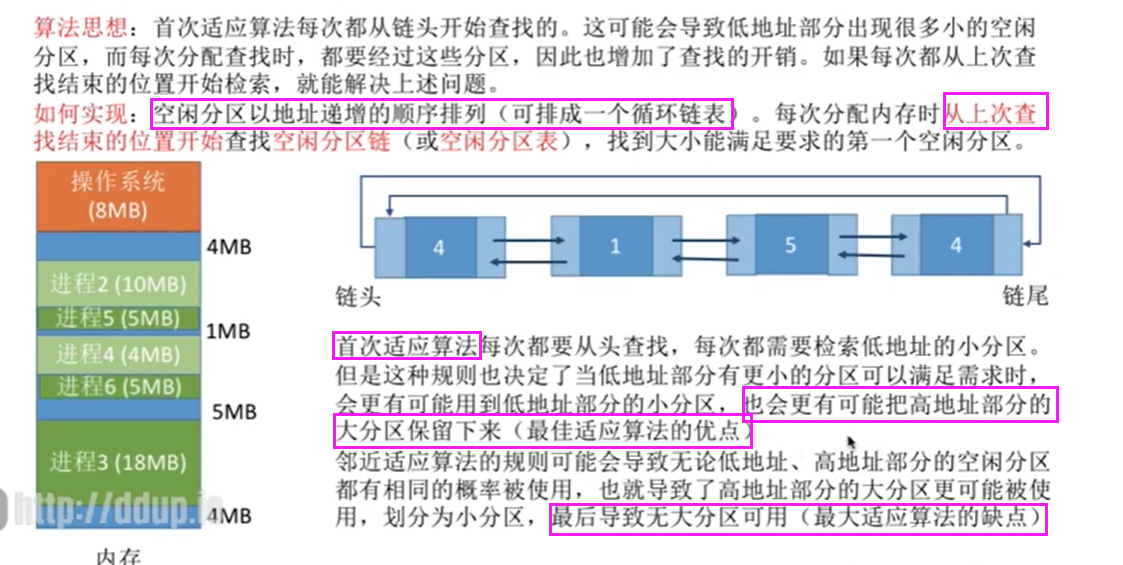 算法思想：首次适应算法每次都从链头开始查找的。这可能会导致低地址部分出现很多小的空闲
分区，而每次分配查找时，都要经过这些分区，因此也增加了查找的开销。如果每次都从上次查
找结束的位置开始检索，就能解决上述问题。
如何实现：空闲分区以地址递增的顺序排列（可排成一个循环链表）。每次分配内存时从上次查
找结束的位置开始查找空闲分区链（或空闲分区表），找到大小能满足要求的第一个空闲分区。
操作系统
(8MB)
4MB
进程2 (10MB)
进程5 (5MB)
1MB
进程4 (4MB)
进程6 (5MB)
5MB
进程3 (18MB)
http://ddup.i
4MB
内存
4
1
5
4
链头
链尾
首次适应算法每次都要从头查找，每次都需要检索低地址的小分区。
但是这种规则也决定了当低地址部分有更小的分区可以满足需求时，
会更有可能用到低地址部分的小分区，也会更有可能把高地址部分的
大分区保留下来（最佳适应算法的优点）
邻近适应算法的规则可能会导致无论低地址、高地址部分的空闲分区
都有相同的概率被使用，也就导致了高地址部分的大分区更可能被使
用，划分为小分区，最后导致无大分区可用（最大适应算法的缺点）